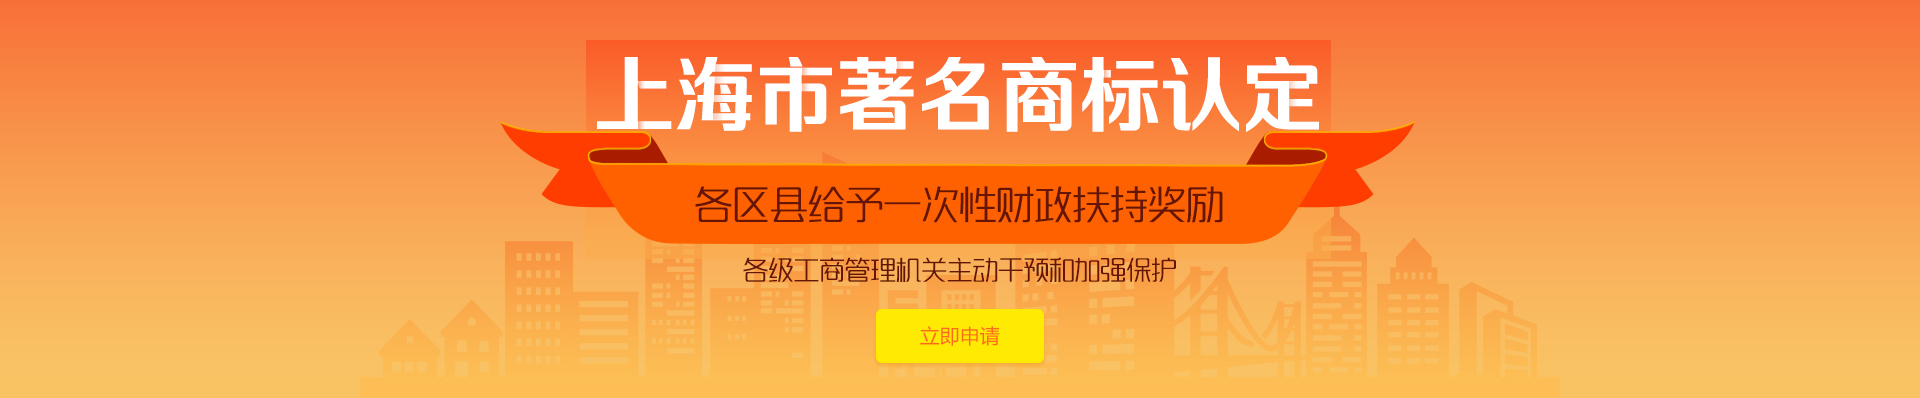 上海市著名商标认定
各区县给予一次性财政扶持奖励
各级工商管理机关主动干预和加强保护
立即申请